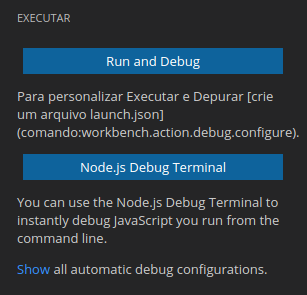 EXECUTAR
Run and Debug
Para personalizar Executar e Depurar [crie
um arquivo launch.json]
(comando:workbench.action.debug.configure).
Node.js Debug Terminal
You can use the Node.js Debug Terminal to
instantly debug JavaScript you run from the
command line.
Show all automatic debug configurations.